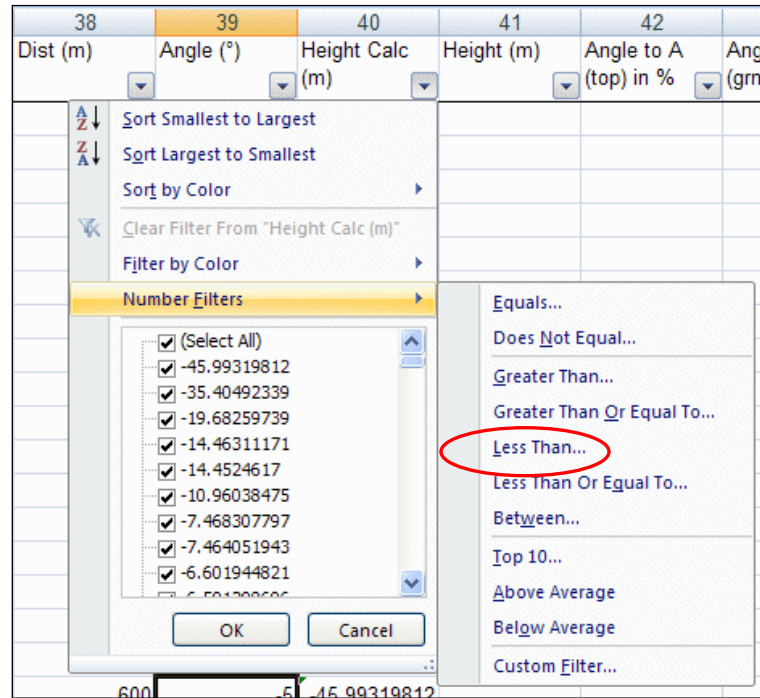 38 39 40 41 42
Dist (m) Angle (°) Height Calc (m) Height (m) Angle to A (top) in % Ang (grn
Sort Smallest to Largest
Sort Largest to Smallest
Sort by Color
Clear Filter From "Height Calc (m)"
Filter by Color
Number Filters
(Select All)
-45.99319812
-35.40492339
-19.68259739
-14.46311171
-14.4524617
-10.96038475
-7.468307797
-7.464051943
-6.601944821
OK Cancel
Equals...
Does Not Equal...
Greater Than...
Greater Than Or Equal To...
Less Than...
Less Than Or Equal To...
Between...
Top 10...
Above Average
Below Average
Custom Filter...
600 -5 -45.99319812